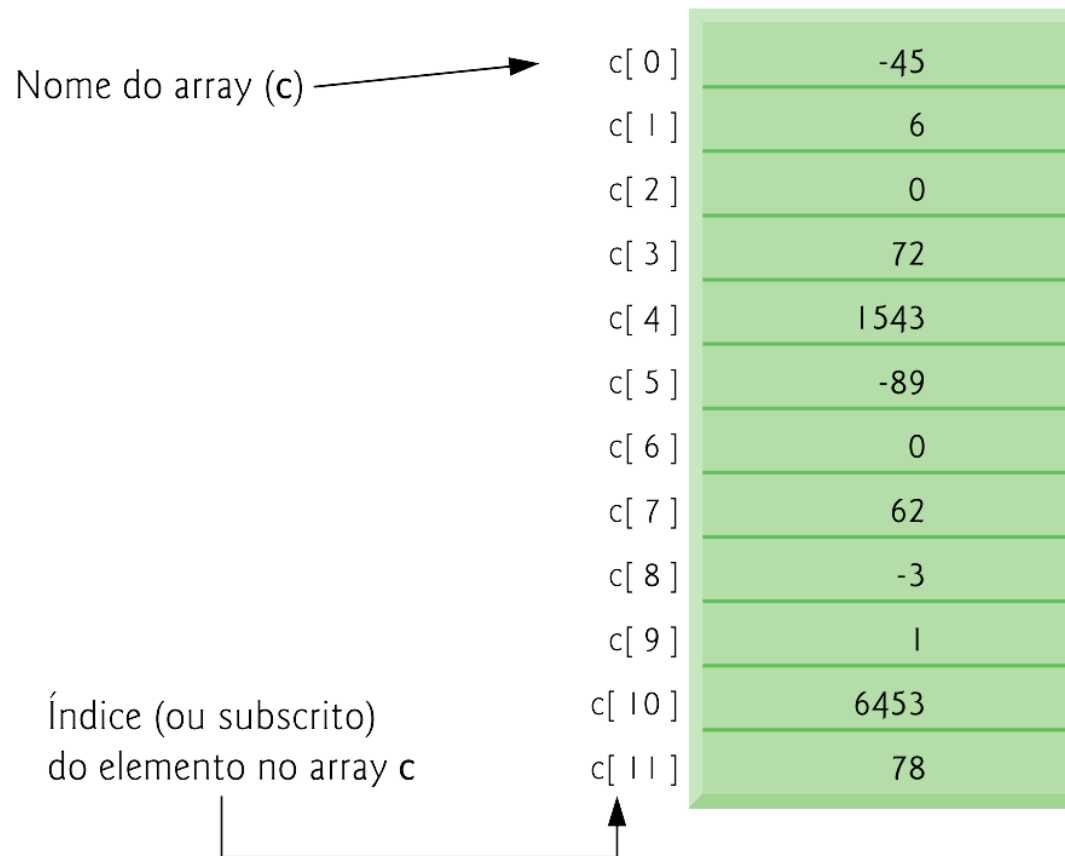 Nome do array (c)
c[ 0 ] -45
c[ 1 ] 6
c[ 2 ] 0
c[ 3 ] 72
c[ 4 ] 1543
c[ 5 ] -89
c[ 6 ] 0
c[ 7 ] 62
c[ 8 ] -3
c[ 9 ] 1
c[ 10 ] 6453
c[ 11 ] 78
Índice (ou subscrito)
do elemento no array c